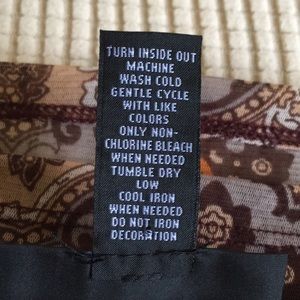 TURN INSIDE OUT
MACHINE
WASH COLD
GENTLE CYCLE
WITH LIKE
COLORS
ONLY NON-
CHLORINE BLEACH
WHEN NEEDED
TUMBLE DRY
LOW
COOL IRON
WHEN NEEDED
DO NOT IRON
DECORATION